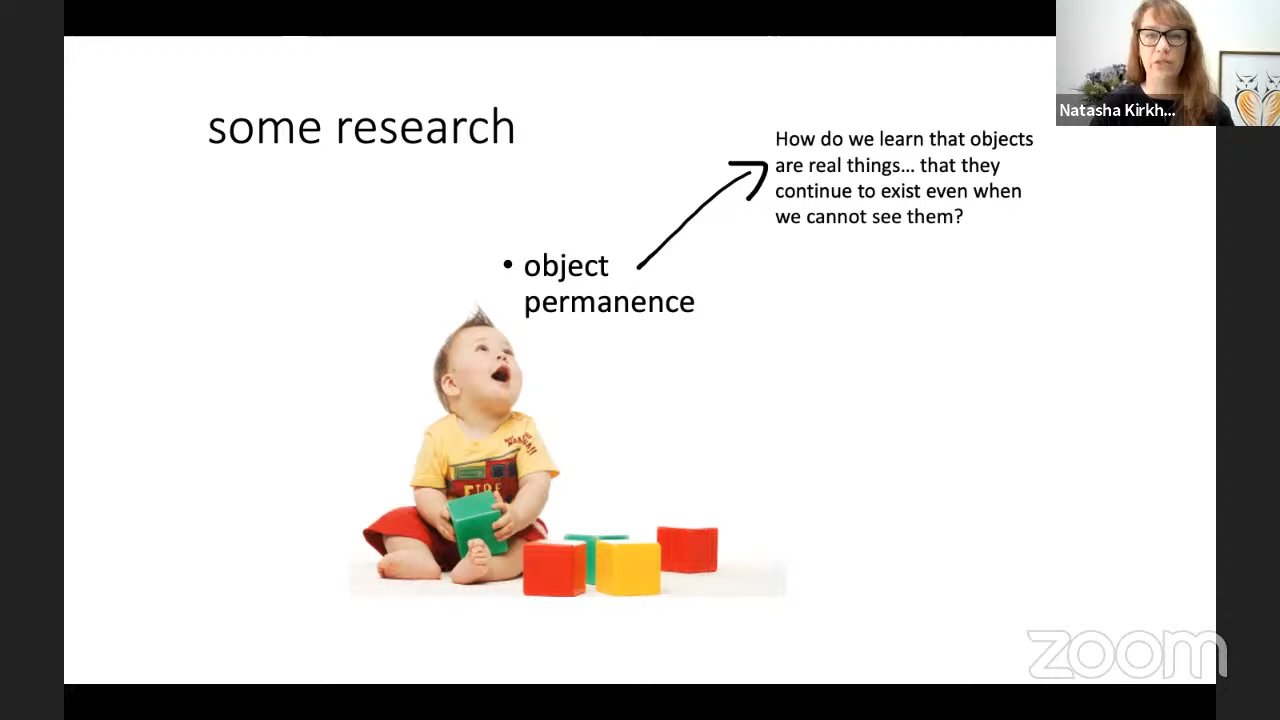 Natasha Kirkh...
some research
How do we learn that objects
are real things... that they
continue to exist even when
we cannot see them?
• object
permanence
FIRE
zoom